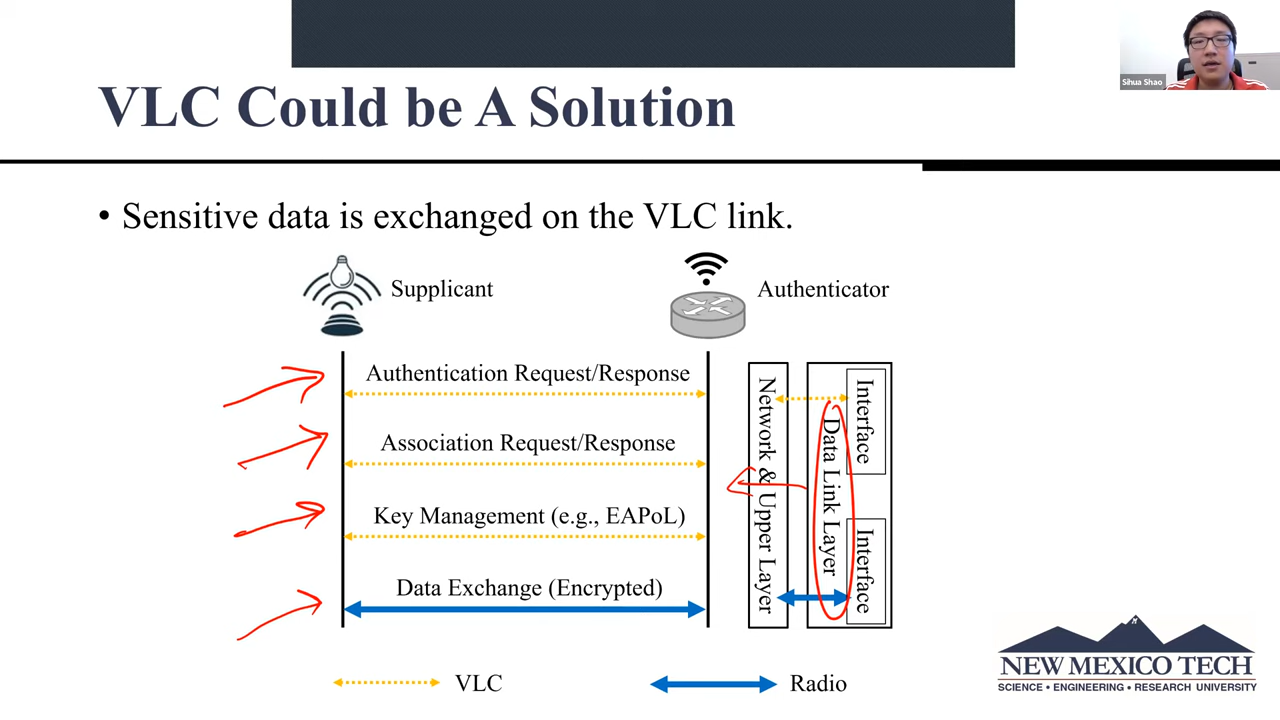 Sihua Shao
VLC Could be A Solution
• Sensitive data is exchanged on the VLC link.
Supplicant
Authenticator
Authentication Request/Response
Association Request/Response
Key Management (e.g., EAPoL)
Data Exchange (Encrypted)
Network & Upper Layer
Data Link Layer
Interface
Interface
VLC
Radio
NEW MEXICO TECH
SCIENCE • ENGINEERING • RESEARCH UNIVERSITY